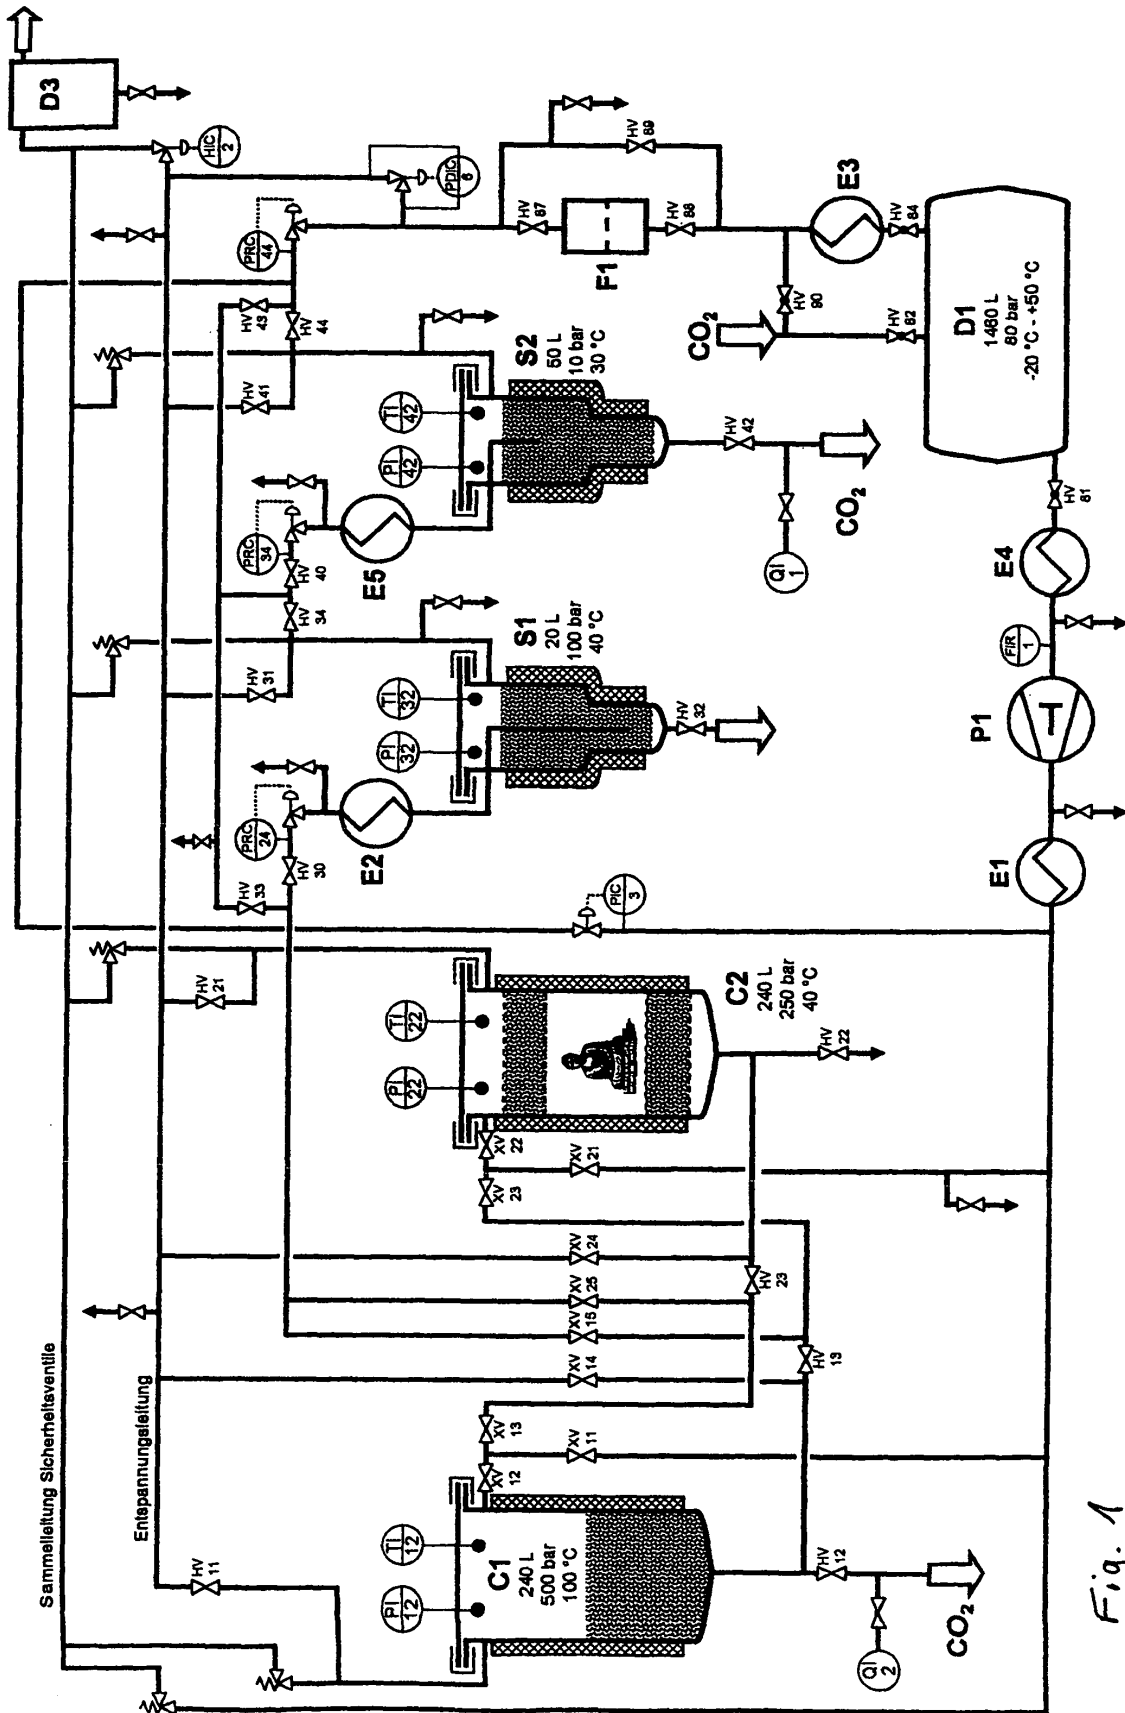 Sammelleitung Sicherheitsventile
Entspannungsleitung
D3
HIC
2
PDIC
6
PRC
44
HV
43
HV
44
HV
41
HV
87
HV
88
HV
89
F1
E3
HV
84
HV
90
HV
82
CO2
D1
1460 L
80 bar
-20 °C - +50 °C
HV
81
E4
FIR
1
P1
E1
S2
50 L
10 bar
30 °C
TI
42
PI
42
HV
42
CO2
QI
1
PRC
34
HV
40
HV
34
E5
HV
31
S1
20 L
100 bar
40 °C
TI
32
PI
32
HV
32
PRC
24
HV
30
E2
HV
33
PIC
3
HV
21
TI
22
PI
22
C2
240 L
250 bar
40 °C
HV
22
XV
22
XV
21
XV
23
XV
24
XV
25
XV
15
XV
14
HV
23
HV
13
XV
13
XV
11
XV
12
HV
11
TI
12
PI
12
C1
240 L
500 bar
100 °C
HV
12
QI
2
CO2
Fig. 1